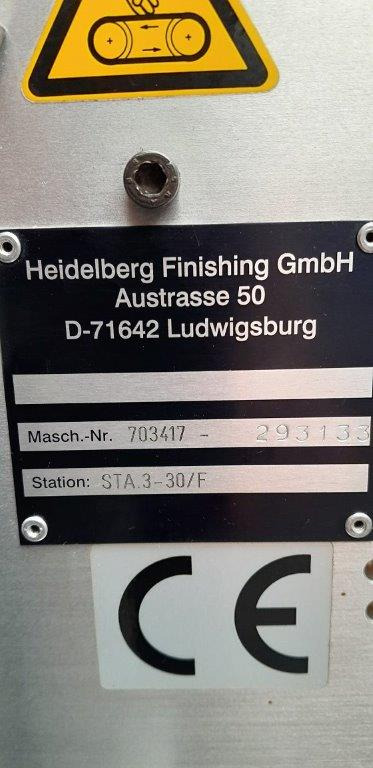 Heidelberg Finishing GmbH
Austrasse 50
D-71642 Ludwigsburg
Masch.-Nr. 703417 - 293133
Station: STA.3-30/F
CE